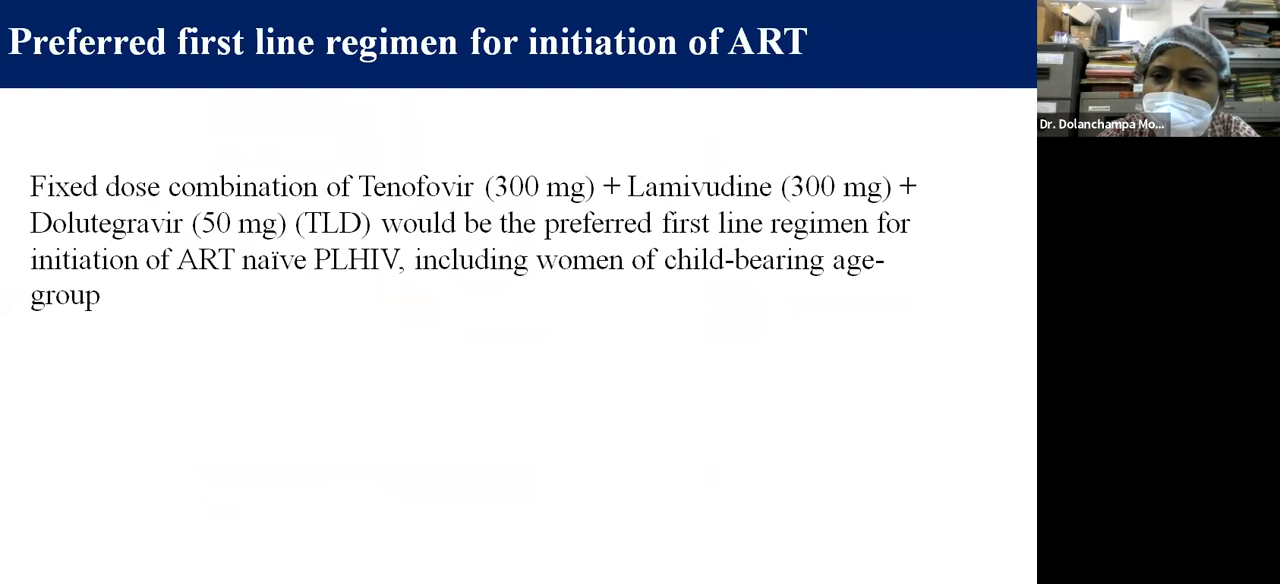 Preferred first line regimen for initiation of ART
Dr. Dolanchampa Mo...
Fixed dose combination of Tenofovir (300 mg) + Lamivudine (300 mg) +
Dolutegravir (50 mg) (TLD) would be the preferred first line regimen for
initiation of ART naïve PLHIV, including women of child-bearing age-
group